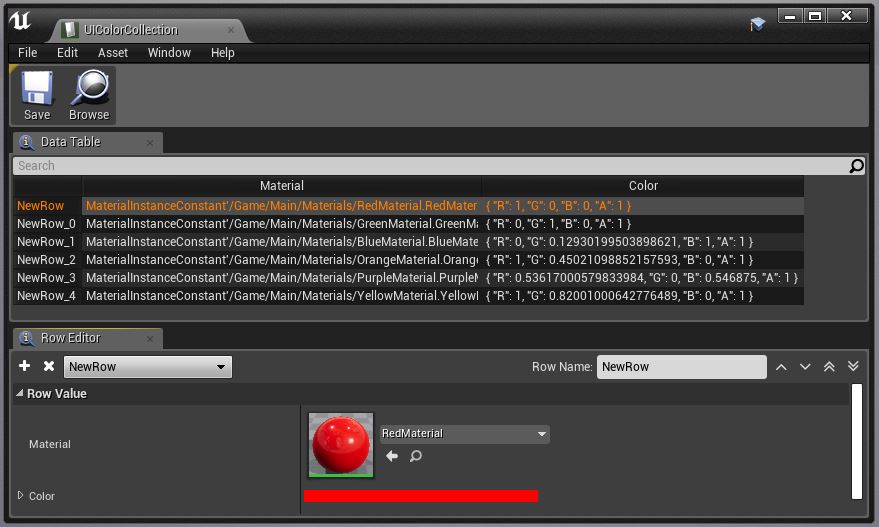 UIColorCollection
File Edit Asset Window Help
Save Browse
Data Table
Search
Material Color
NewRow MaterialInstanceConstant'/Game/Main/Materials/RedMaterial.RedMater { "R": 1, "G": 0, "B": 0, "A": 1 }
NewRow_0 MaterialInstanceConstant'/Game/Main/Materials/GreenMaterial.GreenMa { "R": 0, "G": 1, "B": 0, "A": 1 }
NewRow_1 MaterialInstanceConstant'/Game/Main/Materials/BlueMaterial.BlueMate { "R": 0, "G": 0.12930199503898621, "B": 1, "A": 1 }
NewRow_2 MaterialInstanceConstant'/Game/Main/Materials/OrangeMaterial.Orange { "R": 1, "G": 0.45021098852157593, "B": 0, "A": 1 }
NewRow_3 MaterialInstanceConstant'/Game/Main/Materials/PurpleMaterial.PurpleM { "R": 0.53617000579833984, "G": 0, "B": 0.546875, "A": 1 }
NewRow_4 MaterialInstanceConstant'/Game/Main/Materials/YellowMaterial.YellowI { "R": 1, "G": 0.82001000642776489, "B": 0, "A": 1 }
Row Editor
NewRow Row Name: NewRow
Row Value
Material RedMaterial
Color